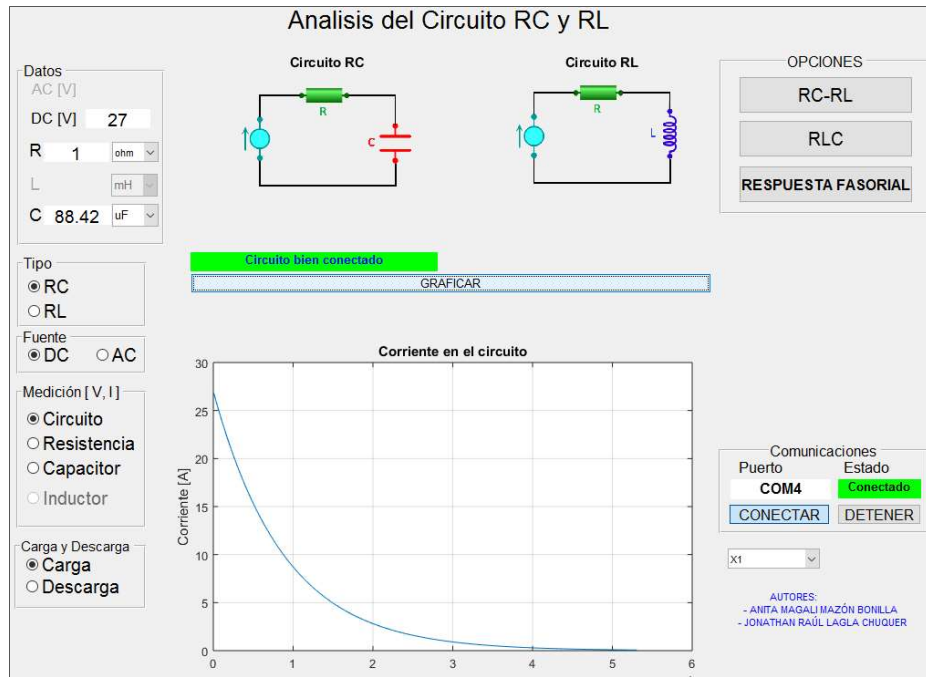 Analisis del Circuito RC y RL
Datos
AC [V]
DC [V] 27
R 1 ohm
L mH
C 88.42 uF
Tipo
RC
RL
Fuente
DC AC
Medición [ V, I ]
Circuito
Resistencia
Capacitor
Inductor
Carga y Descarga
Carga
Descarga
Circuito RC
R
C
Circuito RL
R
L
Circuito bien conectado
GRAFICAR
Corriente en el circuito
Corriente [A]
30
25
20
15
10
5
0
0 1 2 3 4 5 6
OPCIONES
RC-RL
RLC
RESPUESTA FASORIAL
Comunicaciones
Puerto Estado
COM4 Conectado
CONECTAR DETENER
X1
AUTORES:
- ANITA MAGALI MAZÓN BONILLA
- JONATHAN RAÚL LAGLA CHUQUER